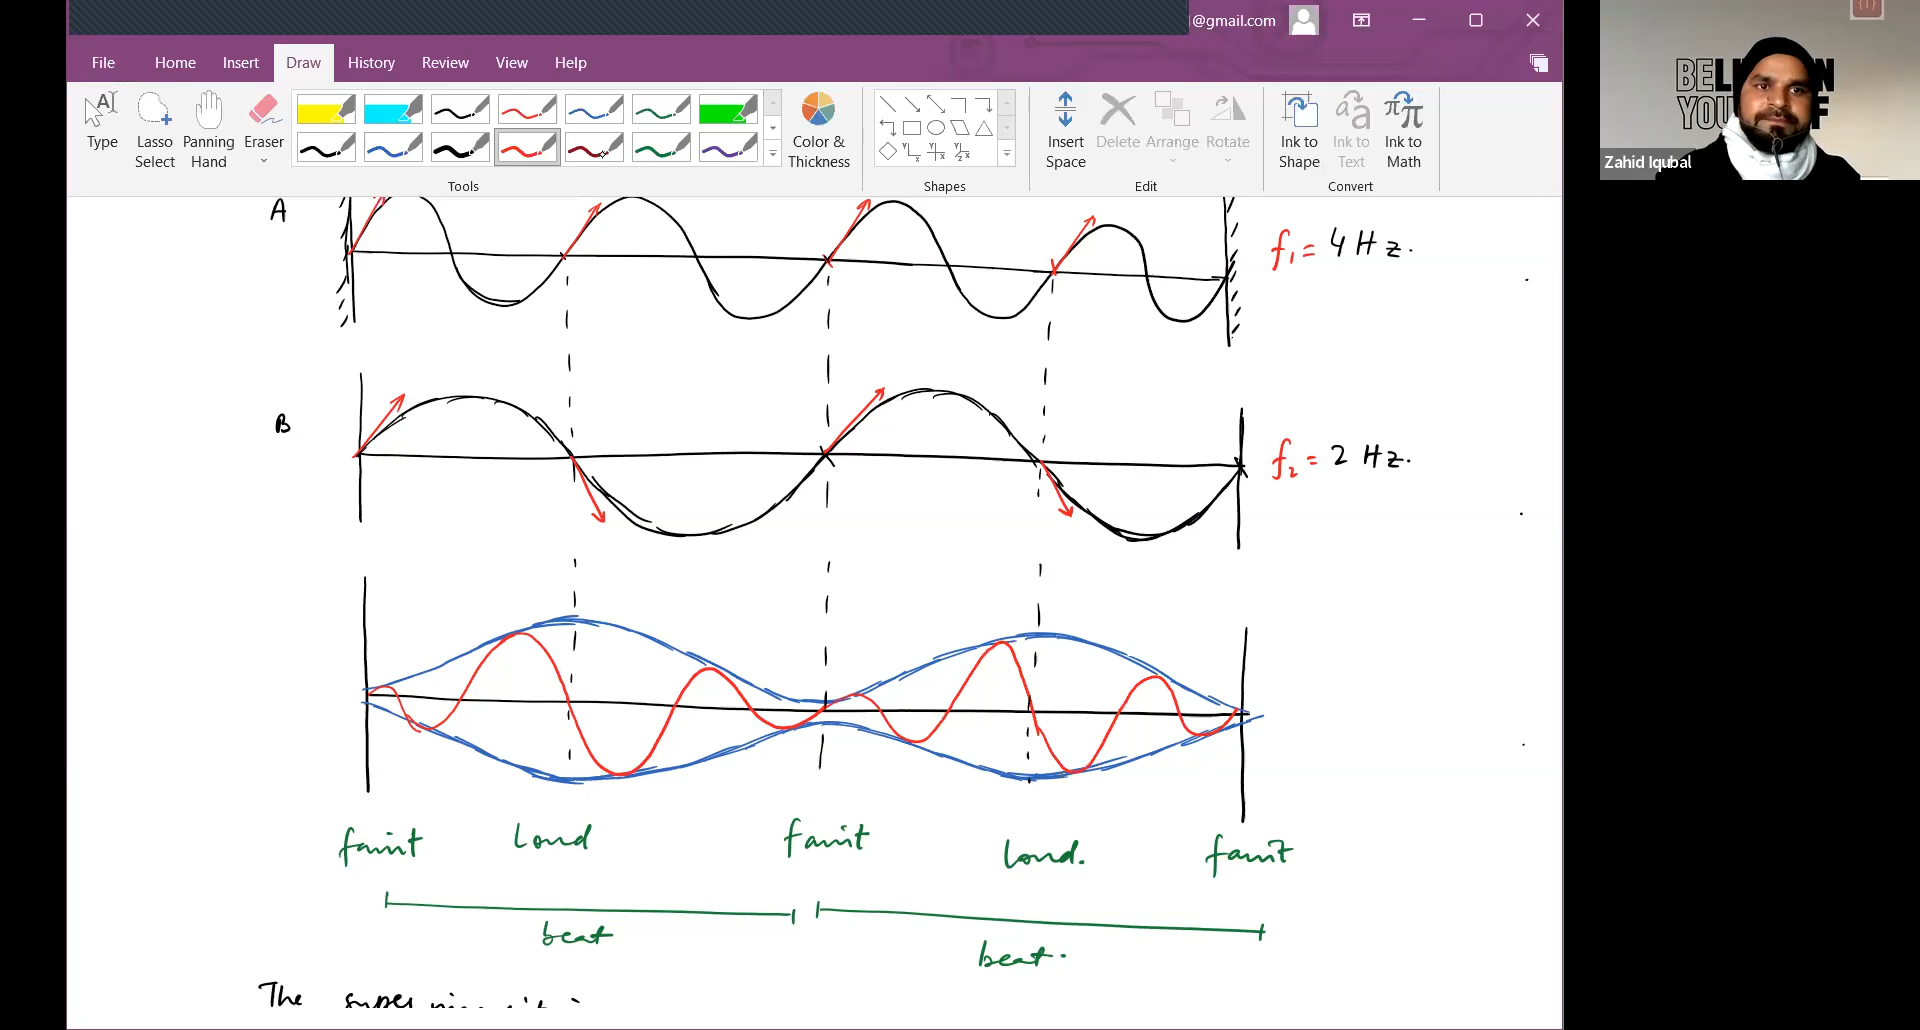 1@gmail.com
File Home Insert Draw History Review View Help
Type
Lasso Select
Panning Hand
Eraser
Color & Thickness
Insert Space
Delete
Arrange
Rotate
Ink to Shape
Ink to Text
Ink to Math
Tools
Shapes
Edit
Convert
A
f₁ = 4 Hz.
B
f₂ = 2 Hz.
faint Loud faint Loud. faint
beat
beat.
The
Zahid Iqubal